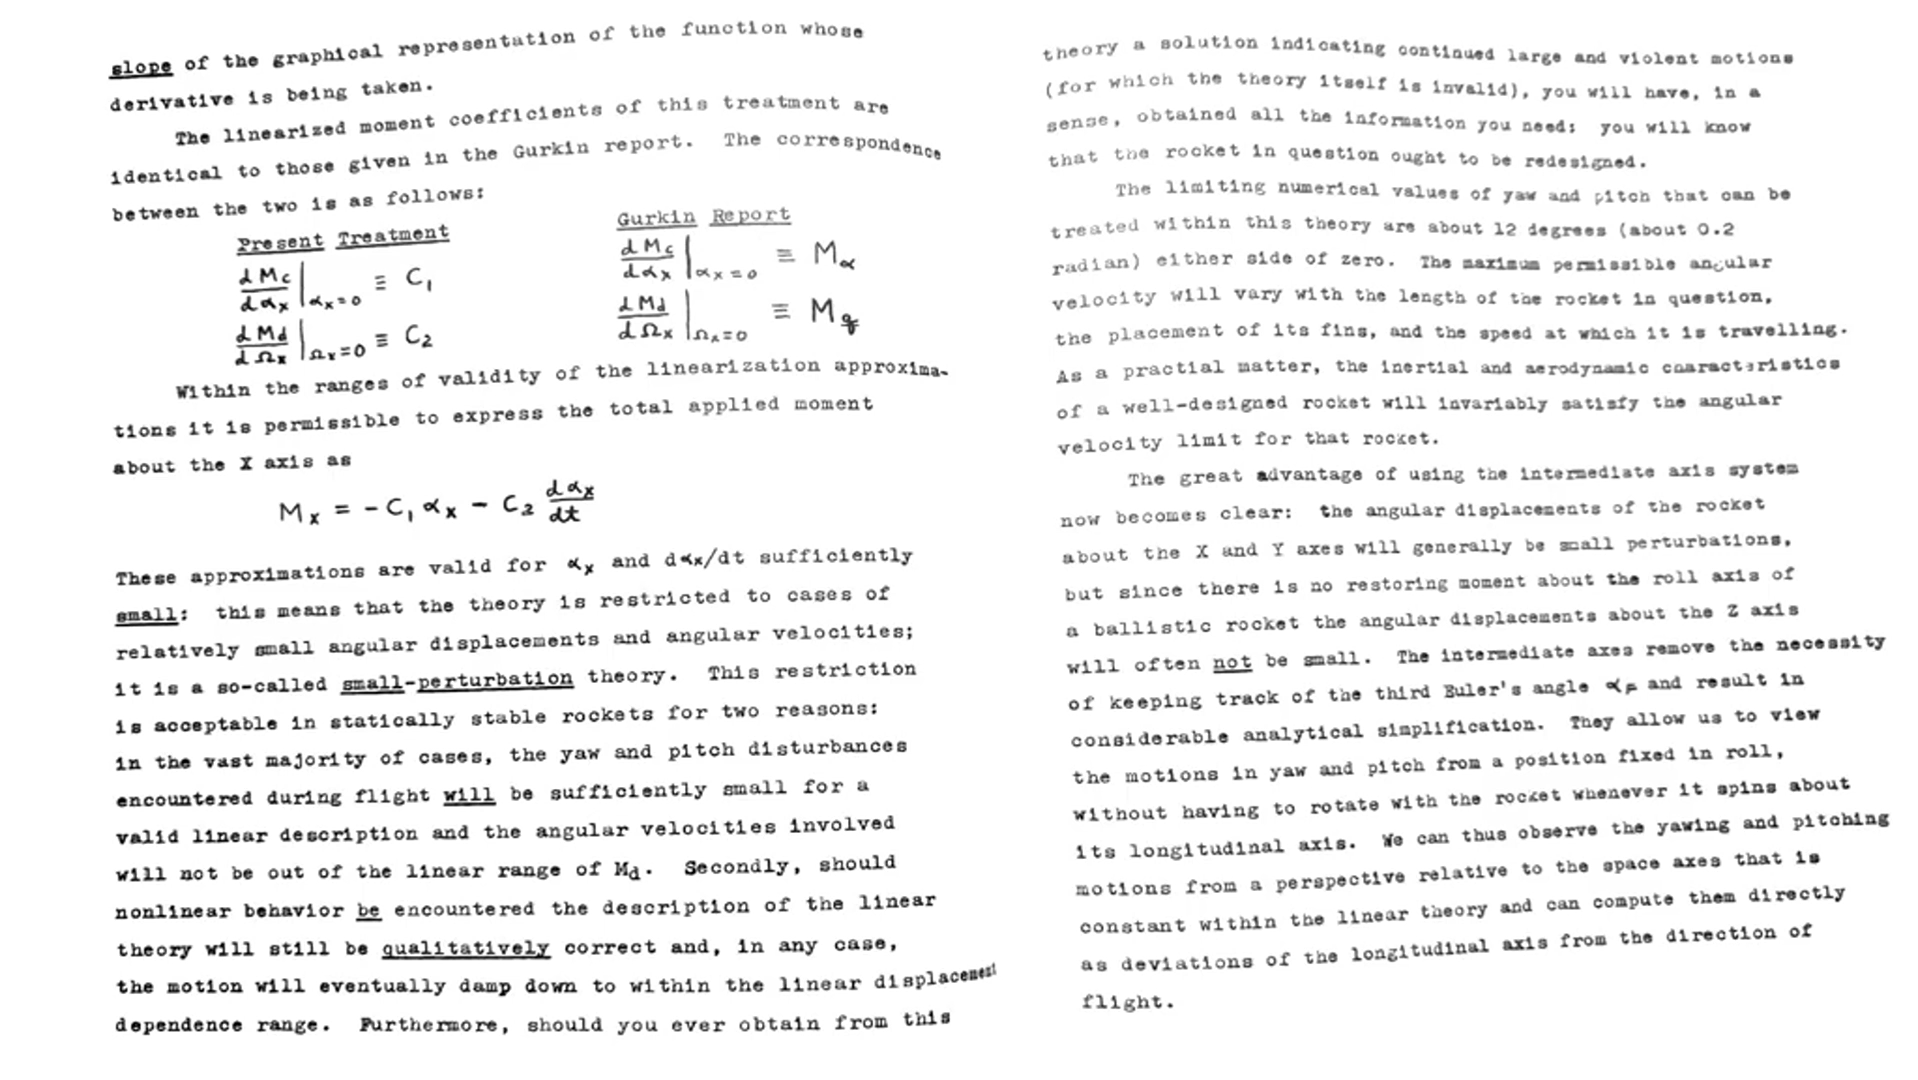 slope of the graphical representation of the function whose
derivative is being taken.
The linearized moment coefficients of this treatment are
identical to those given in the Gurkin report. The correspondence
between the two is as follows:
Present Treatment
dMc/dαx |αx=0 ≡ C1
dMd/dΩx |Ωx=0 ≡ C2
Gurkin Report
dMc/dαx |αx=0 ≡ Mα
dMd/dΩx |Ωx=0 ≡ Mq
Within the ranges of validity of the linearization approxima-
tions it is permissible to express the total applied moment
about the X axis as
Mx = - C1 αx - C2 dαx/dt
These approximations are valid for αx and dαx/dt sufficiently
small: this means that the theory is restricted to cases of
relatively small angular displacements and angular velocities;
it is a so-called small-perturbation theory. This restriction
is acceptable in statically stable rockets for two reasons:
in the vast majority of cases, the yaw and pitch disturbances
encountered during flight will be sufficiently small for a
valid linear description and the angular velocities involved
will not be out of the linear range of Md. Secondly, should
nonlinear behavior be encountered the description of the linear
theory will still be qualitatively correct and, in any case,
the motion will eventually damp down to within the linear displacement
dependence range. Furthermore, should you ever obtain from this
theory a solution indicating continued large and violent motions
(for which the theory itself is invalid), you will have, in a
sense, obtained all the information you need: you will know
that the rocket in question ought to be redesigned.
The limiting numerical values of yaw and pitch that can be
treated within this theory are about 12 degrees (about 0.2
radian) either side of zero. The maximum permissible angular
velocity will vary with the length of the rocket in question,
the placement of its fins, and the speed at which it is travelling.
As a practial matter, the inertial and aerodynamic characteristics
of a well-designed rocket will invariably satisfy the angular
velocity limit for that rocket.
The great advantage of using the intermediate axis system
now becomes clear: the angular displacements of the rocket
about the X and Y axes will generally be small perturbations,
but since there is no restoring moment about the roll axis of
a ballistic rocket the angular displacements about the Z axis
will often not be small. The intermediate axes remove the necessity
of keeping track of the third Euler's angle and result in
considerable analytical simplification. They allow us to view
the motions in yaw and pitch from a position fixed in roll,
without having to rotate with the rocket whenever it spins about
its longitudinal axis. We can thus observe the yawing and pitching
motions from a perspective relative to the space axes that is
constant within the linear theory and can compute them directly
as deviations of the longitudinal axis from the direction of
flight.